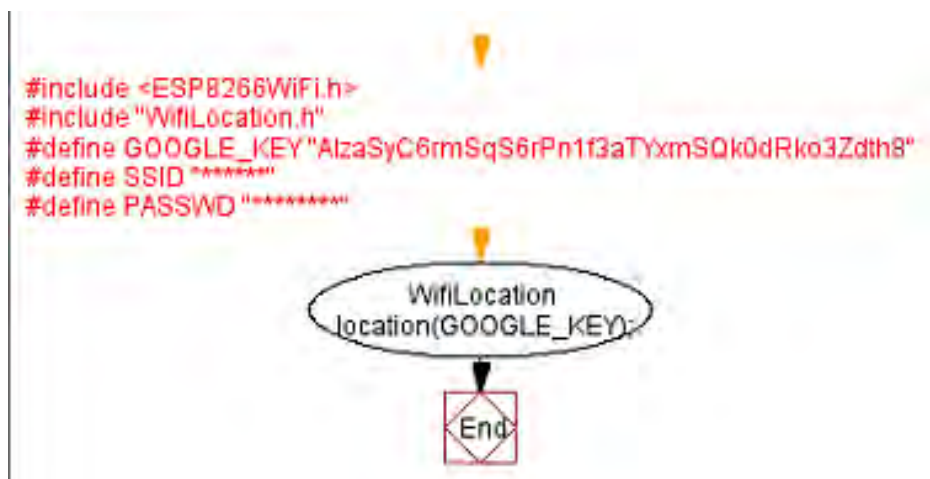 #include <ESP8266WiFi.h>
#include "WifiLocation.h"
#define GOOGLE_KEY "AIzaSyC6rmSqS6rPn1f3aTYxmSQk0dRko3Zdth8"
#define SSID "******"
#define PASSWD "********"
WifiLocation
location(GOOGLE_KEY);
End